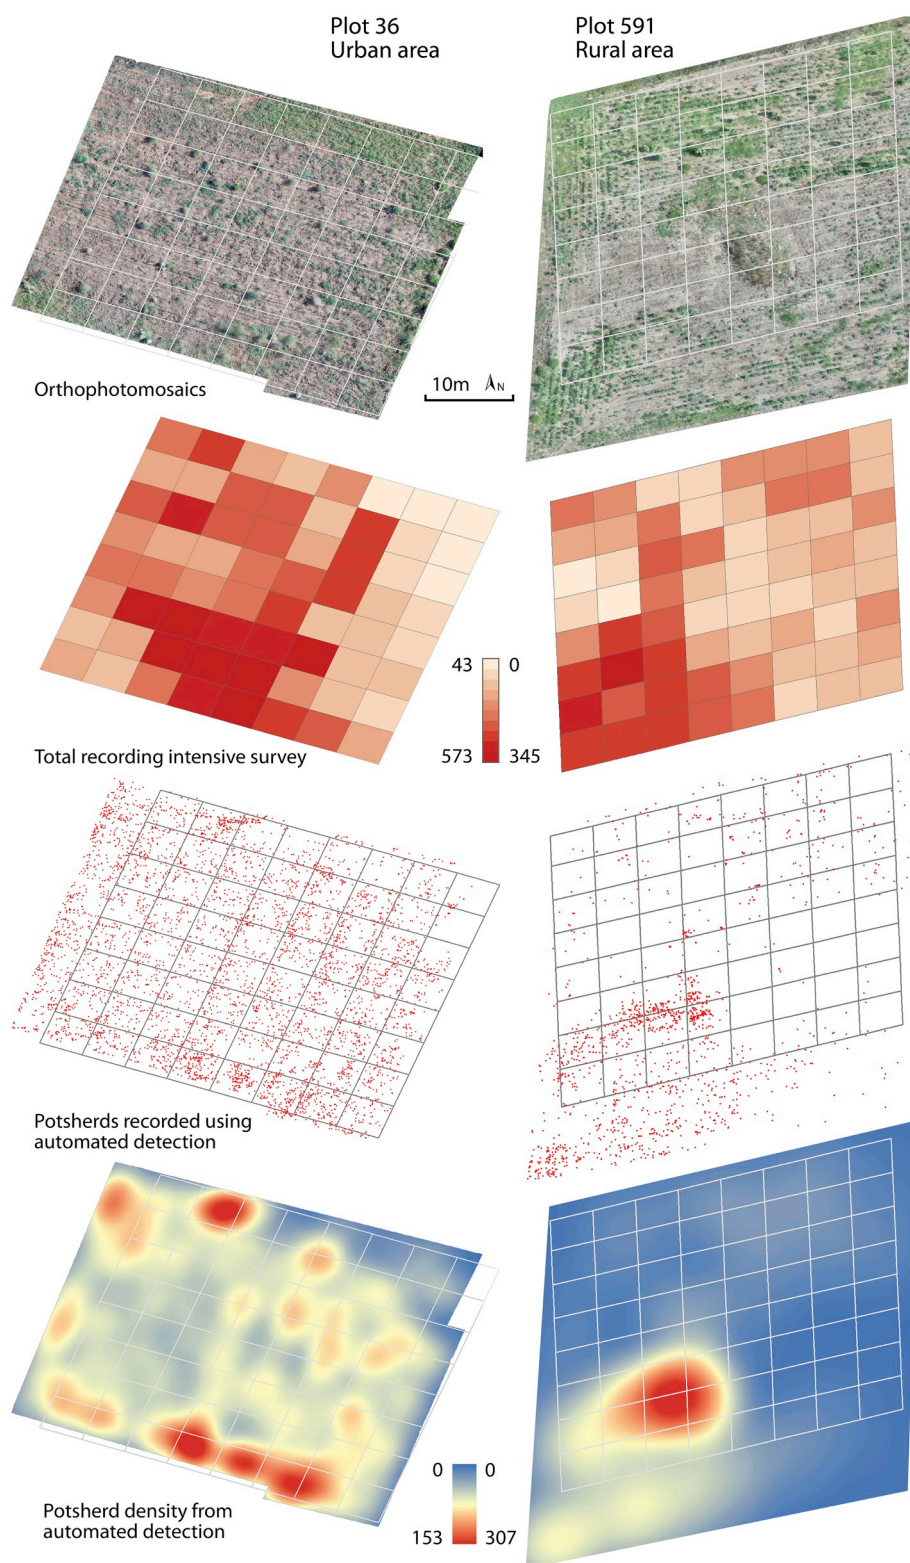 Plot 36
Urban area
Plot 591
Rural area
Orthophotomosaics
10m N
43 0
573 345
Total recording intensive survey
Potsherds recorded using
automated detection
0 0
153 307
Potsherd density from
automated detection